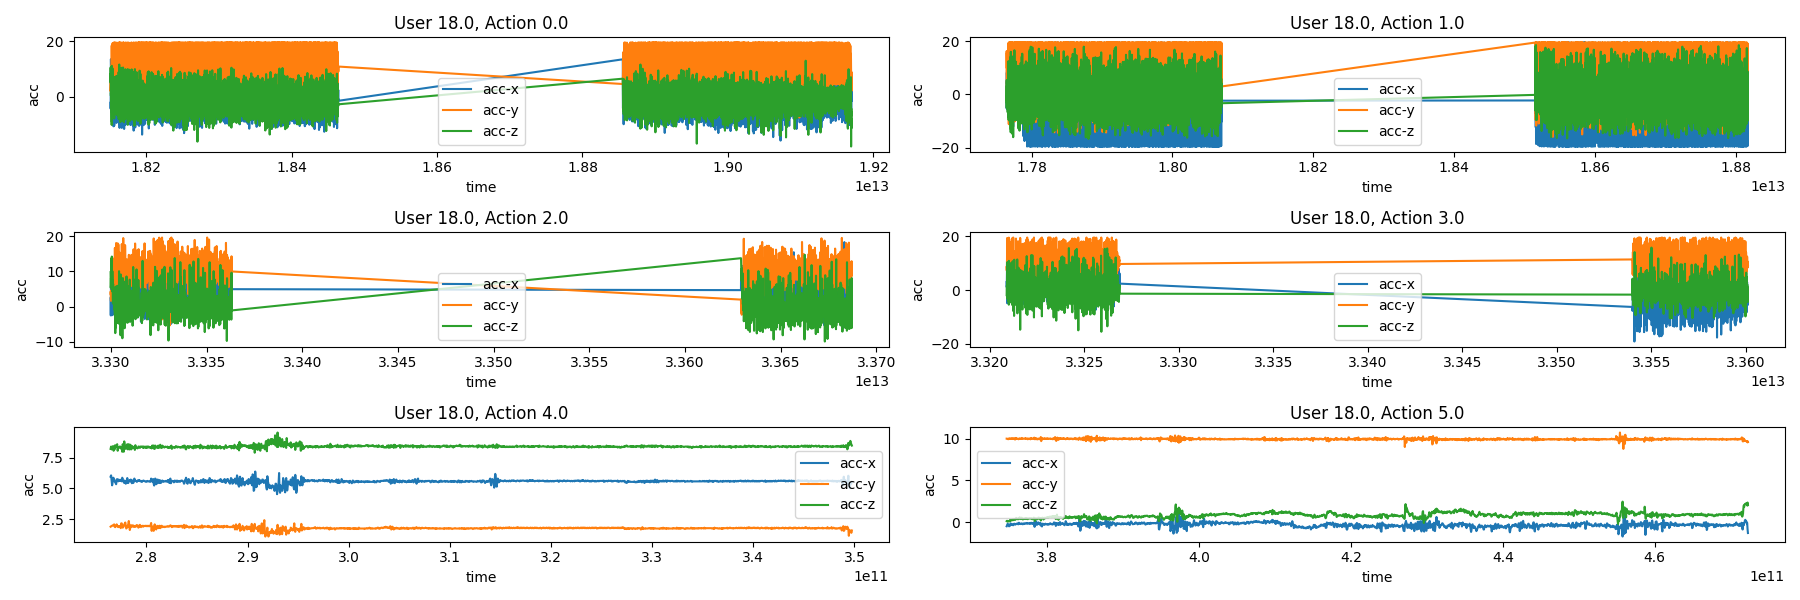 User 18.0, Action 0.0
20
0
acc
acc-x
acc-y
acc-z
1.82 1.84 1.86 1.88 1.90 1.92
time
1e13
User 18.0, Action 1.0
20
0
−20
acc
acc-x
acc-y
acc-z
1.78 1.80 1.82 1.84 1.86 1.88
time
1e13
User 18.0, Action 2.0
20
10
0
−10
acc
acc-x
acc-y
acc-z
3.330 3.335 3.340 3.345 3.350 3.355 3.360 3.365 3.370
time
1e13
User 18.0, Action 3.0
20
0
−20
acc
acc-x
acc-y
acc-z
3.320 3.325 3.330 3.335 3.340 3.345 3.350 3.355 3.360
time
1e13
User 18.0, Action 4.0
7.5
5.0
2.5
acc
acc-x
acc-y
acc-z
2.8 2.9 3.0 3.1 3.2 3.3 3.4 3.5
time
1e11
User 18.0, Action 5.0
10
5
0
acc
acc-x
acc-y
acc-z
3.8 4.0 4.2 4.4 4.6
time
1e11